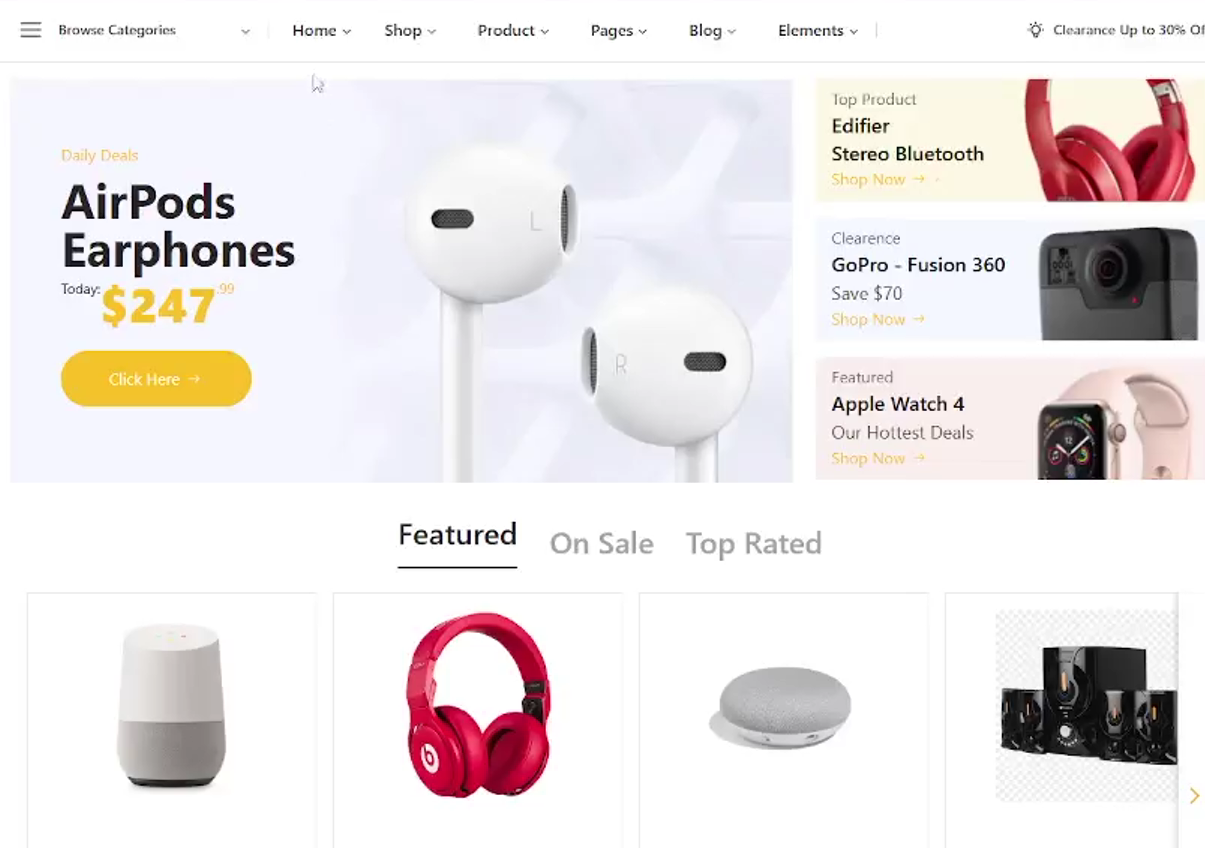 Browse Categories
Home
Shop
Product
Pages
Blog
Elements
Clearance Up to 30% Of
Daily Deals
AirPods
Earphones
Today: $247.99
Click Here →
L
R
Top Product
Edifier
Stereo Bluetooth
Shop Now →
Clearence
GoPro - Fusion 360
Save $70
Shop Now →
Featured
Apple Watch 4
Our Hottest Deals
Shop Now →
Featured
On Sale
Top Rated
b